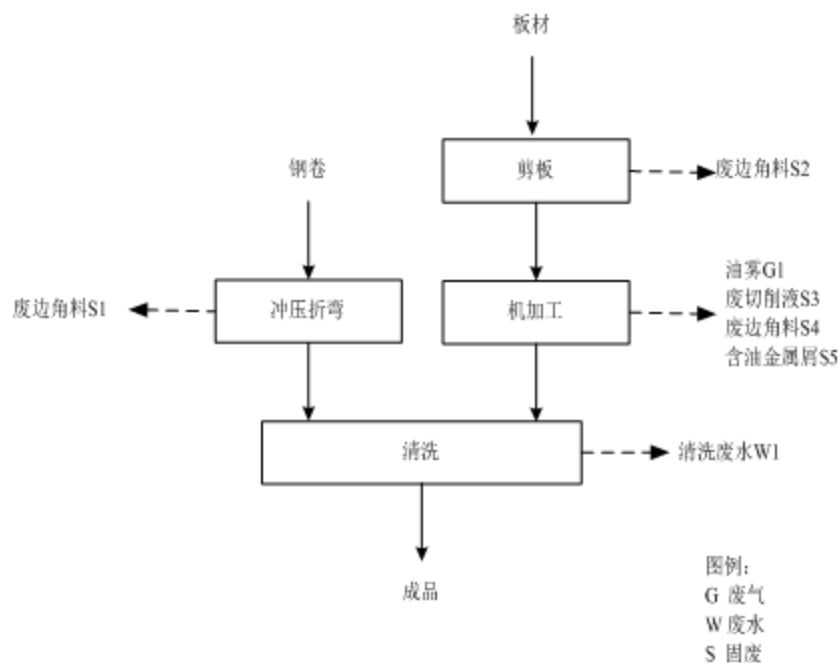 板材
剪板
废边角料S2
钢卷
废边角料S1
冲压折弯
机加工
油雾G1
废切削液S3
废边角料S4
含油金属屑S5
清洗
清洗废水W1
成品
图例：
G 废气
W 废水
S 固废